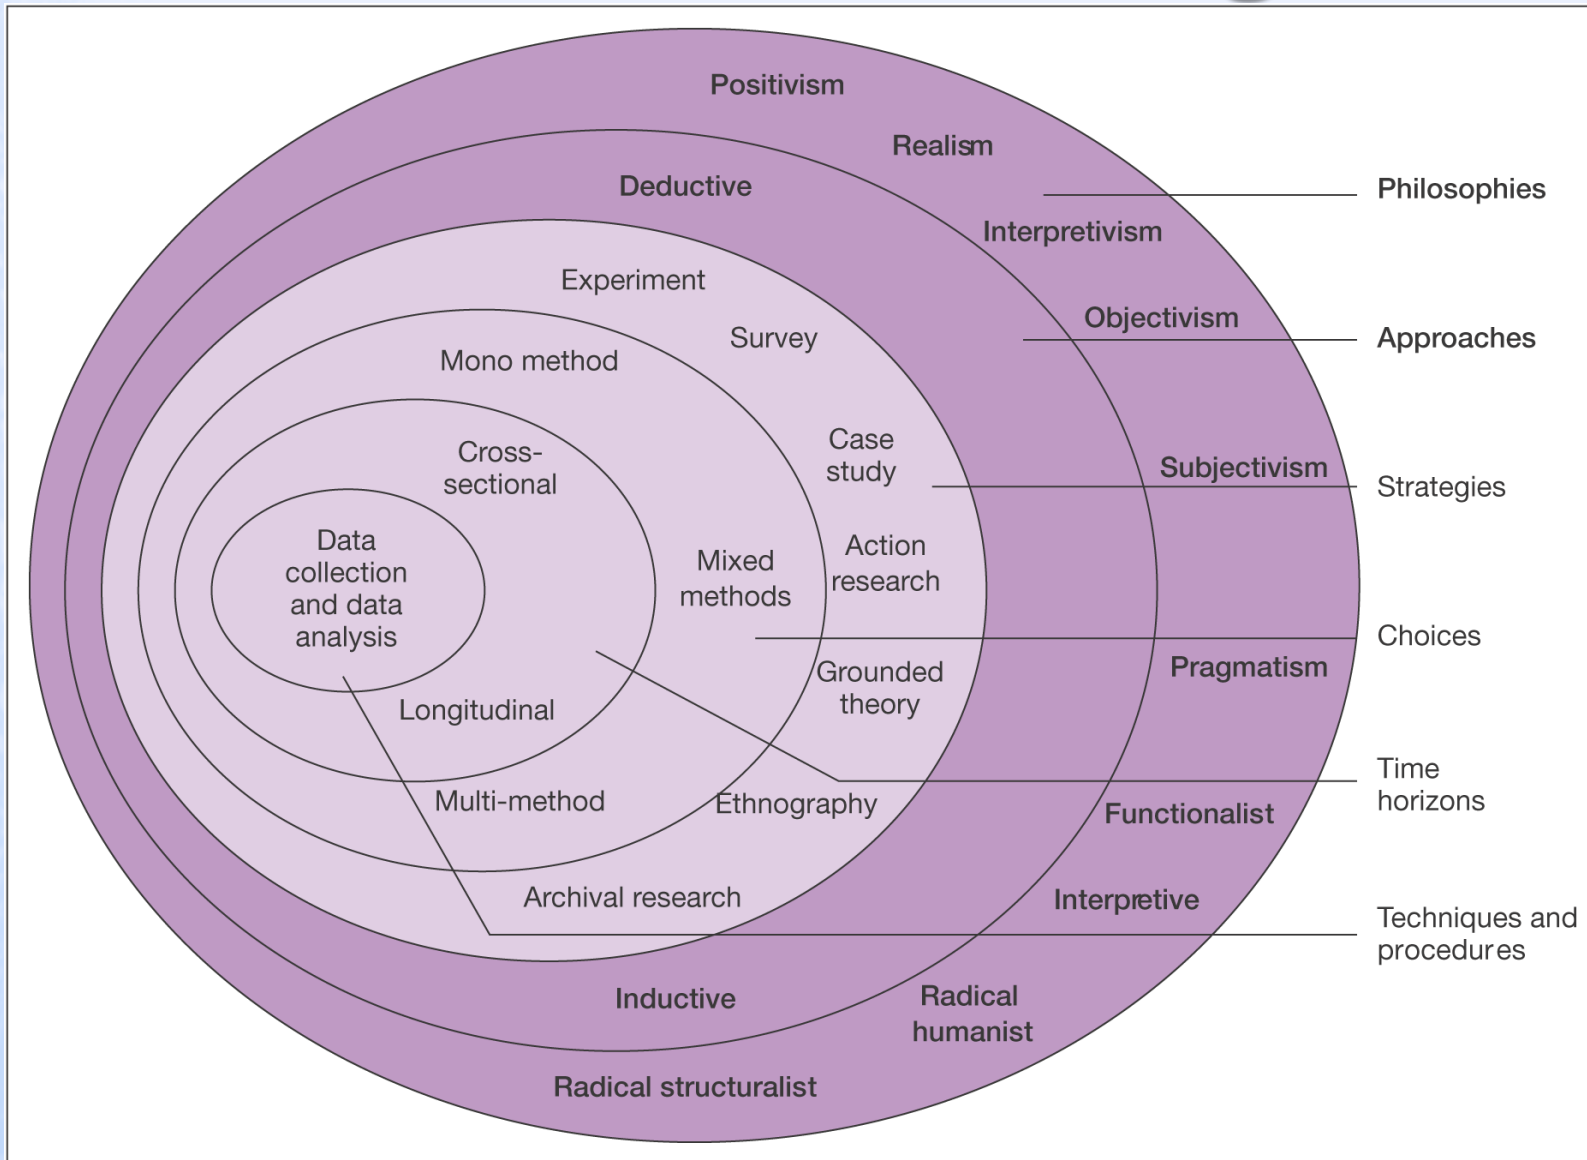 Positivism
Realism
Deductive
Philosophies
Interpretivism
Experiment
Objectivism
Survey
Approaches
Mono method
Case
study
Cross-
sectional
Subjectivism
Strategies
Data
collection
and data
analysis
Mixed
methods
Action
research
Choices
Grounded
theory
Pragmatism
Longitudinal
Time
horizons
Multi-method
Ethnography
Functionalist
Archival research
Interpretive
Techniques and
procedures
Inductive
Radical
humanist
Radical structuralist